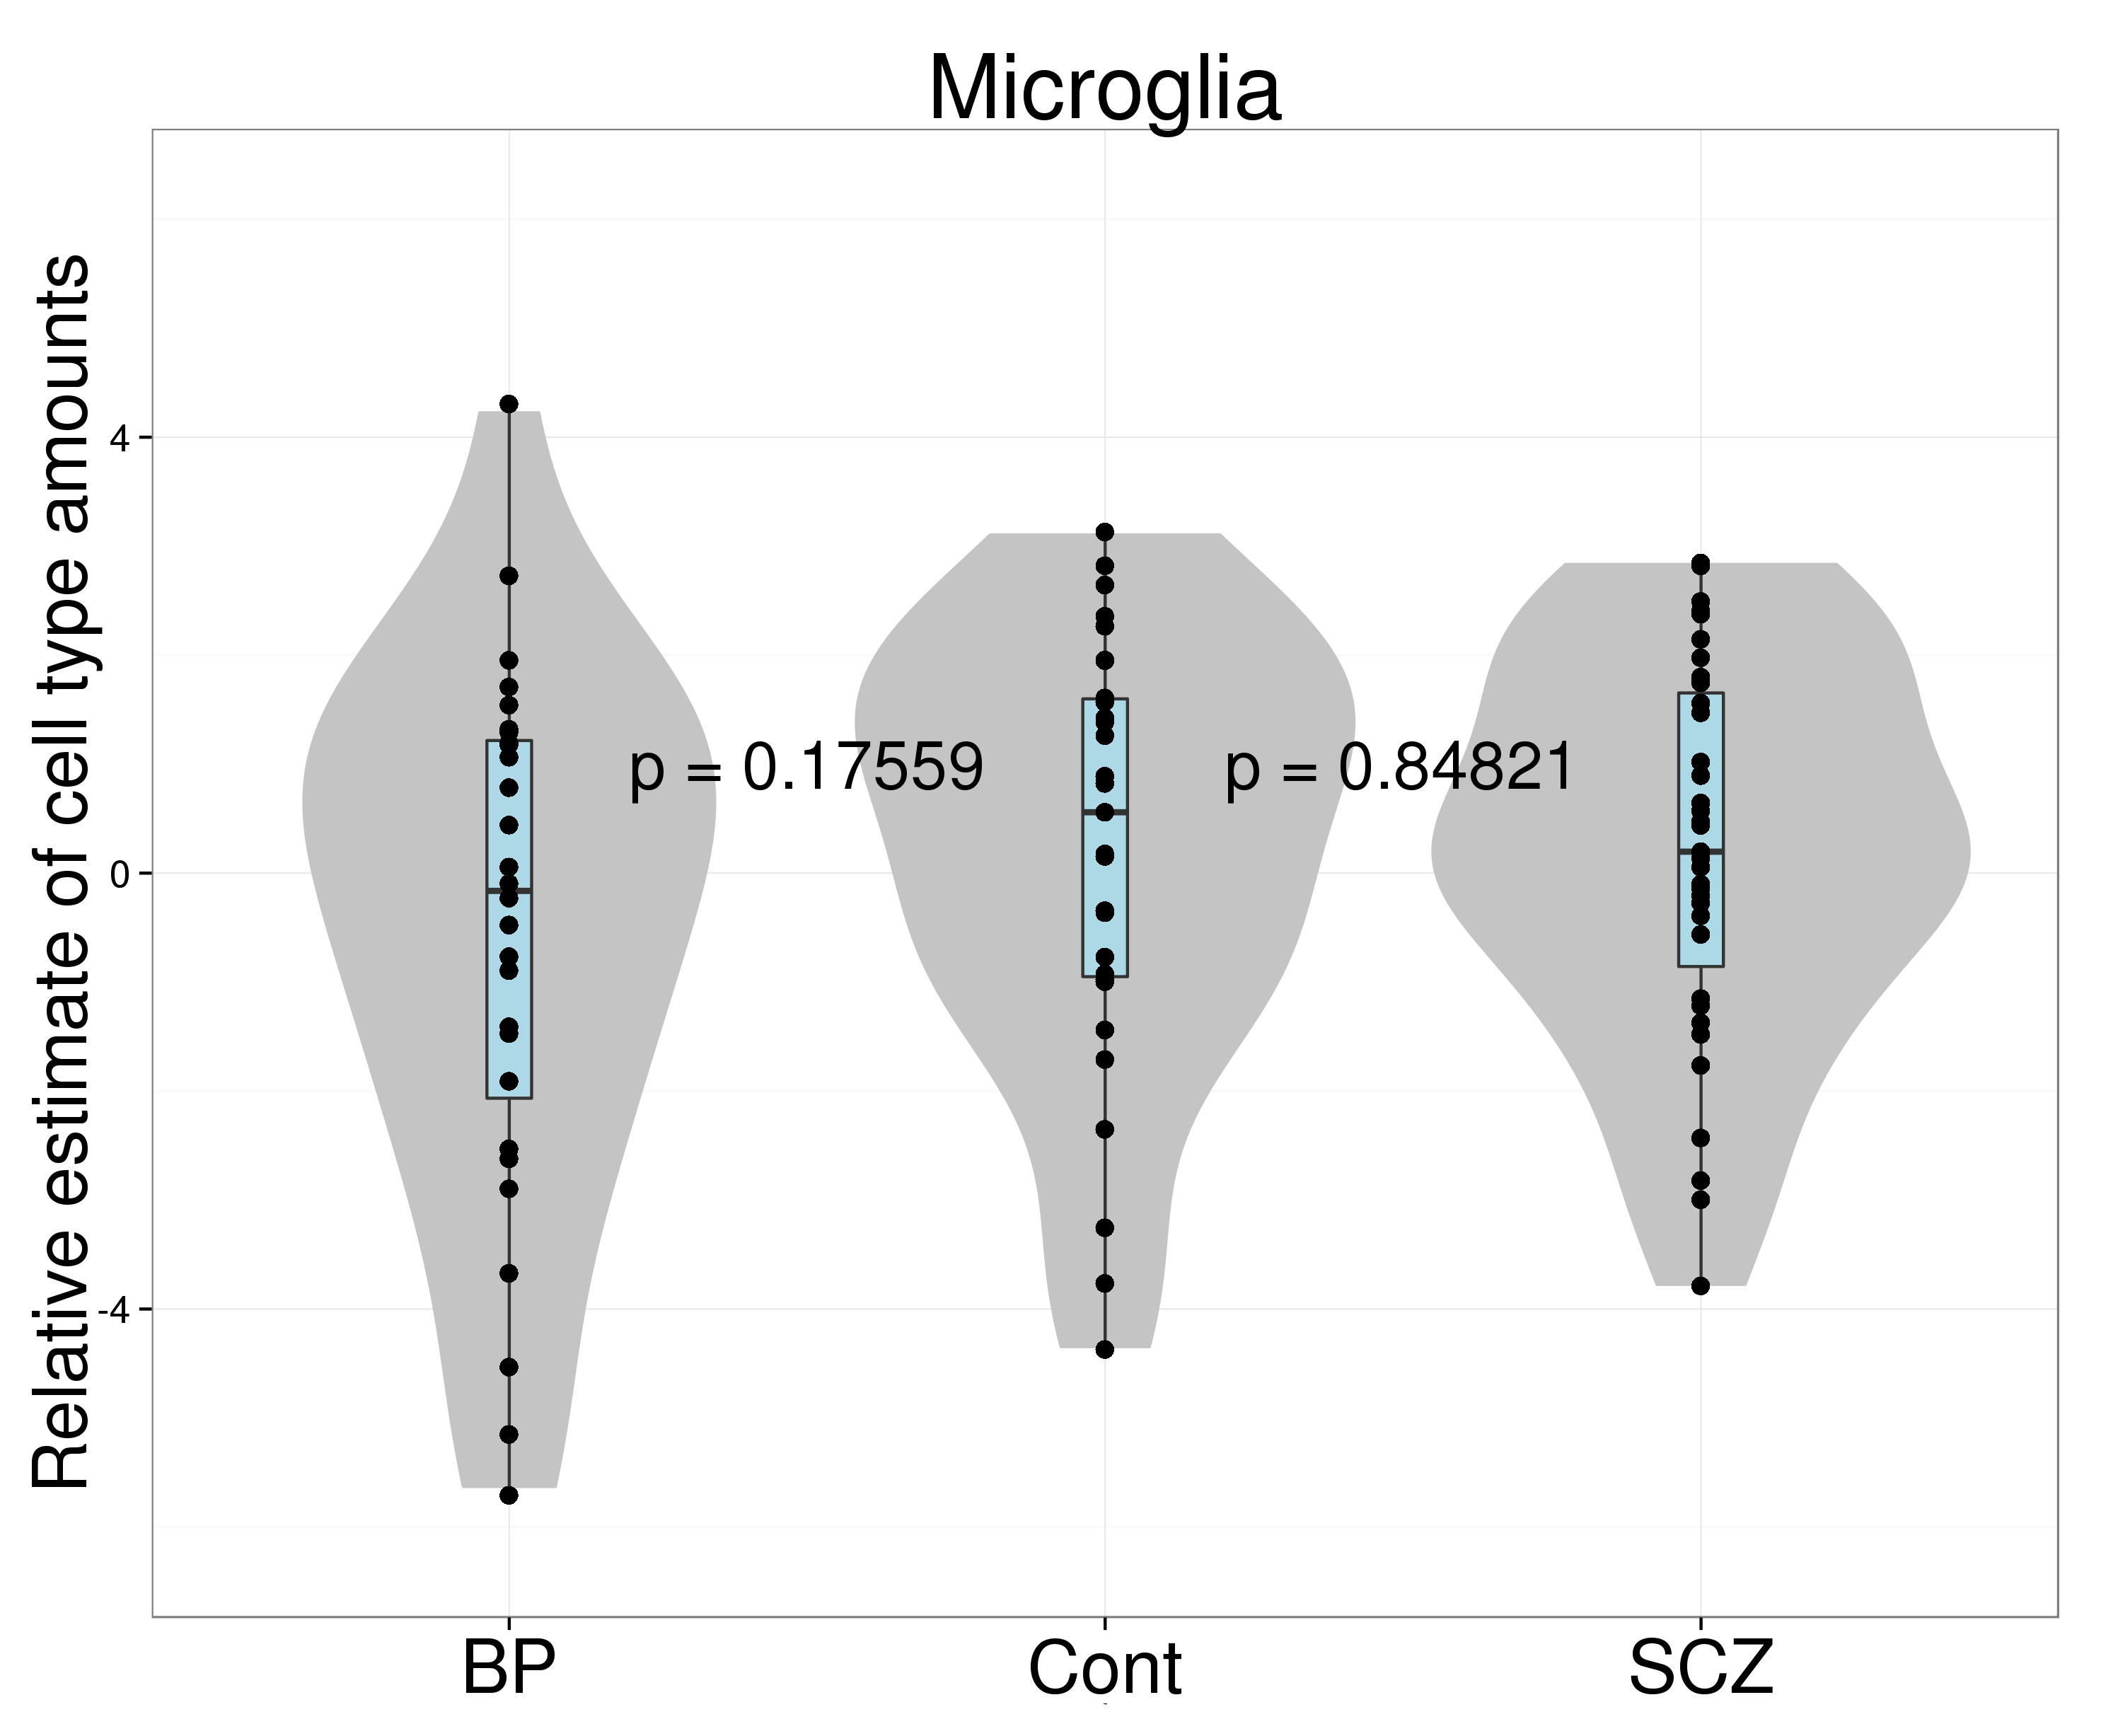 Microglia
Relative estimate of cell type amounts
4
0
-4
p = 0.17559
p = 0.84821
BP
Cont
SCZ